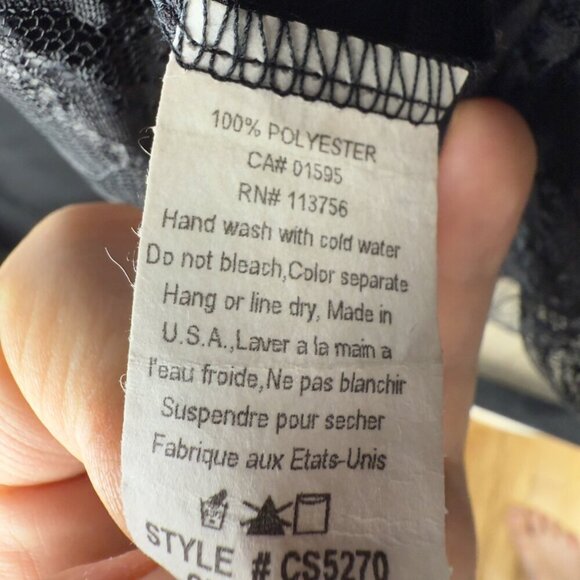 100% POLYESTER
CA# 01595
RN# 113756
Hand wash with cold water
Do not bleach,Color separate
Hang or line dry, Made in
U.S.A.,Laver a la main a
l'eau froide,Ne pas blanchir
Suspendre pour secher
Fabrique aux Etats-Unis
STYLE # CS5270